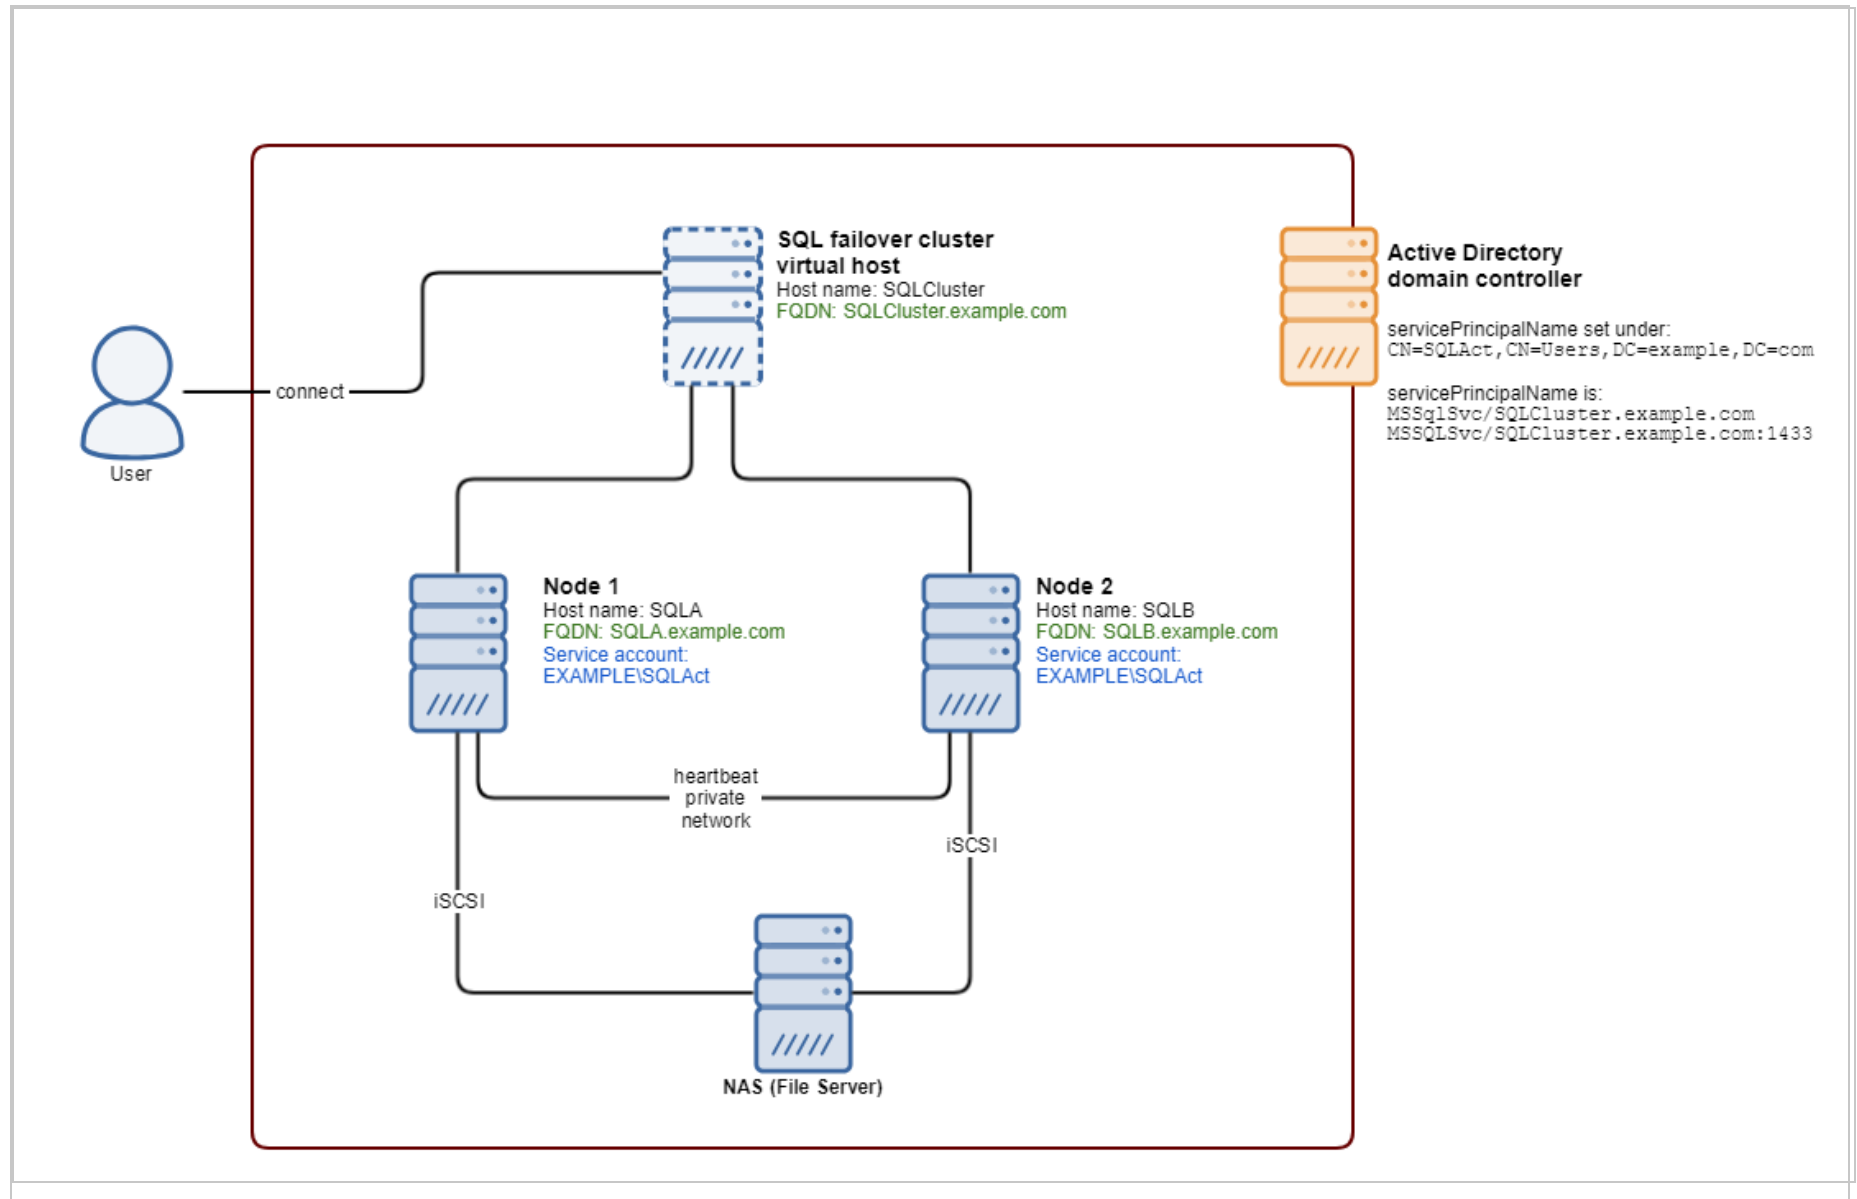 SQL failover cluster
virtual host
Host name: SQLCluster
FQDN: SQLCluster.example.com
Active Directory
domain controller
servicePrincipalName set under:
CN=SQLAct,CN=Users,DC=example,DC=com
servicePrincipalName is:
MSSqlSvc/SQLCluster.example.com
MSSQLSvc/SQLCluster.example.com:1433
connect
User
Node 1
Host name: SQLA
FQDN: SQLA.example.com
Service account:
EXAMPLE\SQLAct
Node 2
Host name: SQLB
FQDN: SQLB.example.com
Service account:
EXAMPLE\SQLAct
heartbeat
private
network
iSCSI
iSCSI
NAS (File Server)